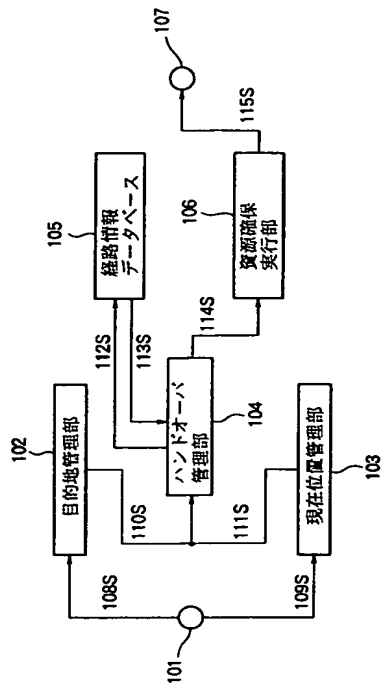 101
108S
109S
102
目的地管理部
103
現在位置管理部
110S
111S
112S
113S
ハンドオーバ
管理部
104
105
経路情報
データベース
114S
106
資源確保
実行部
115S
107